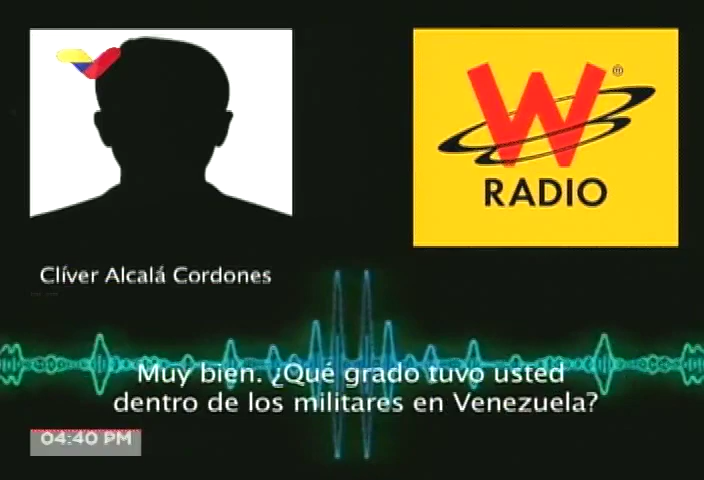 W®
RADIO
Clíver Alcalá Cordones
Muy bien. ¿Qué grado tuvo usted
dentro de los militares en Venezuela?
04:40 PM